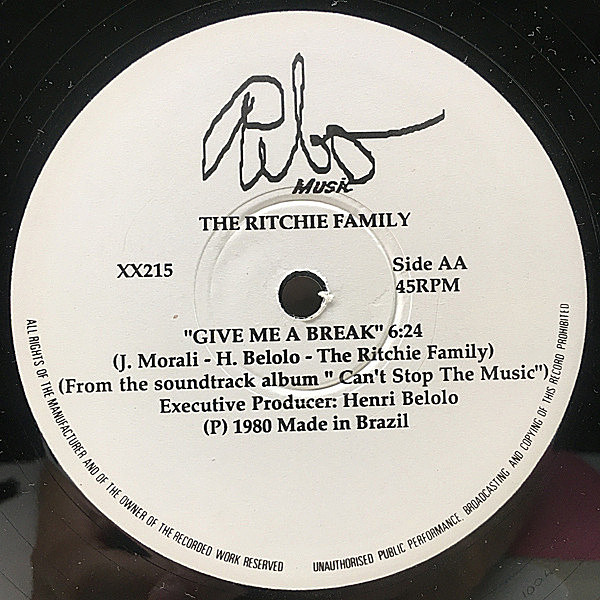 Music
THE RITCHIE FAMILY
XX215
Side AA
45RPM
"GIVE ME A BREAK" 6:24
(J. Morali - H. Belolo - The Ritchie Family)
(From the soundtrack album " Can't Stop The Music")
Executive Producer: Henri Belolo
(P) 1980 Made in Brazil
ALL RIGHTS OF THE MANUFACTURER AND OF THE OWNER OF THE RECORDED WORK RESERVED
UNAUTHORISED PUBLIC PERFORMANCE, BROADCASTING AND COPYING OF THIS RECORD PROHIBITED